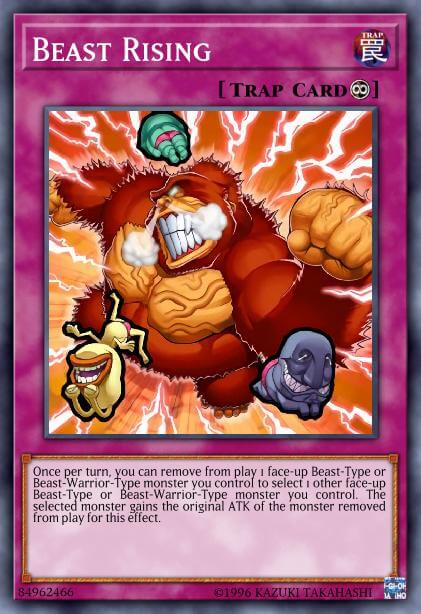 Beast Rising
TRAP
罠
[Trap Card]
Once per turn, you can remove from play 1 face-up Beast-Type or
Beast-Warrior-Type monster you control to select 1 other face-up
Beast-Type or Beast-Warrior-Type monster you control. The
selected monster gains the original ATK of the monster removed
from play for this effect.
84962466
©1996 KAZUKI TAKAHASHI